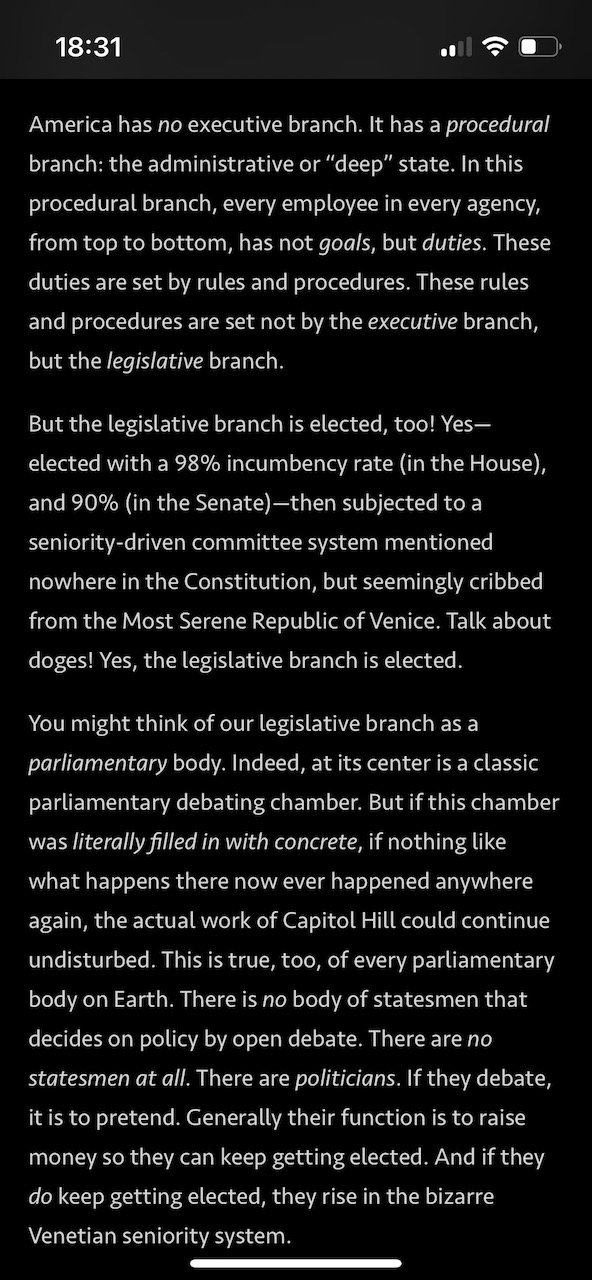 18:31
America has no executive branch. It has a procedural
branch: the administrative or “deep” state. In this
procedural branch, every employee in every agency,
from top to bottom, has not goals, but duties. These
duties are set by rules and procedures. These rules
and procedures are set not by the executive branch,
but the legislative branch.
But the legislative branch is elected, too! Yes—
elected with a 98% incumbency rate (in the House),
and 90% (in the Senate)—then subjected to a
seniority-driven committee system mentioned
nowhere in the Constitution, but seemingly cribbed
from the Most Serene Republic of Venice. Talk about
doges! Yes, the legislative branch is elected.
You might think of our legislative branch as a
parliamentary body. Indeed, at its center is a classic
parliamentary debating chamber. But if this chamber
was literally filled in with concrete, if nothing like
what happens there now ever happened anywhere
again, the actual work of Capitol Hill could continue
undisturbed. This is true, too, of every parliamentary
body on Earth. There is no body of statesmen that
decides on policy by open debate. There are no
statesmen at all. There are politicians. If they debate,
it is to pretend. Generally their function is to raise
money so they can keep getting elected. And if they
do keep getting elected, they rise in the bizarre
Venetian seniority system.